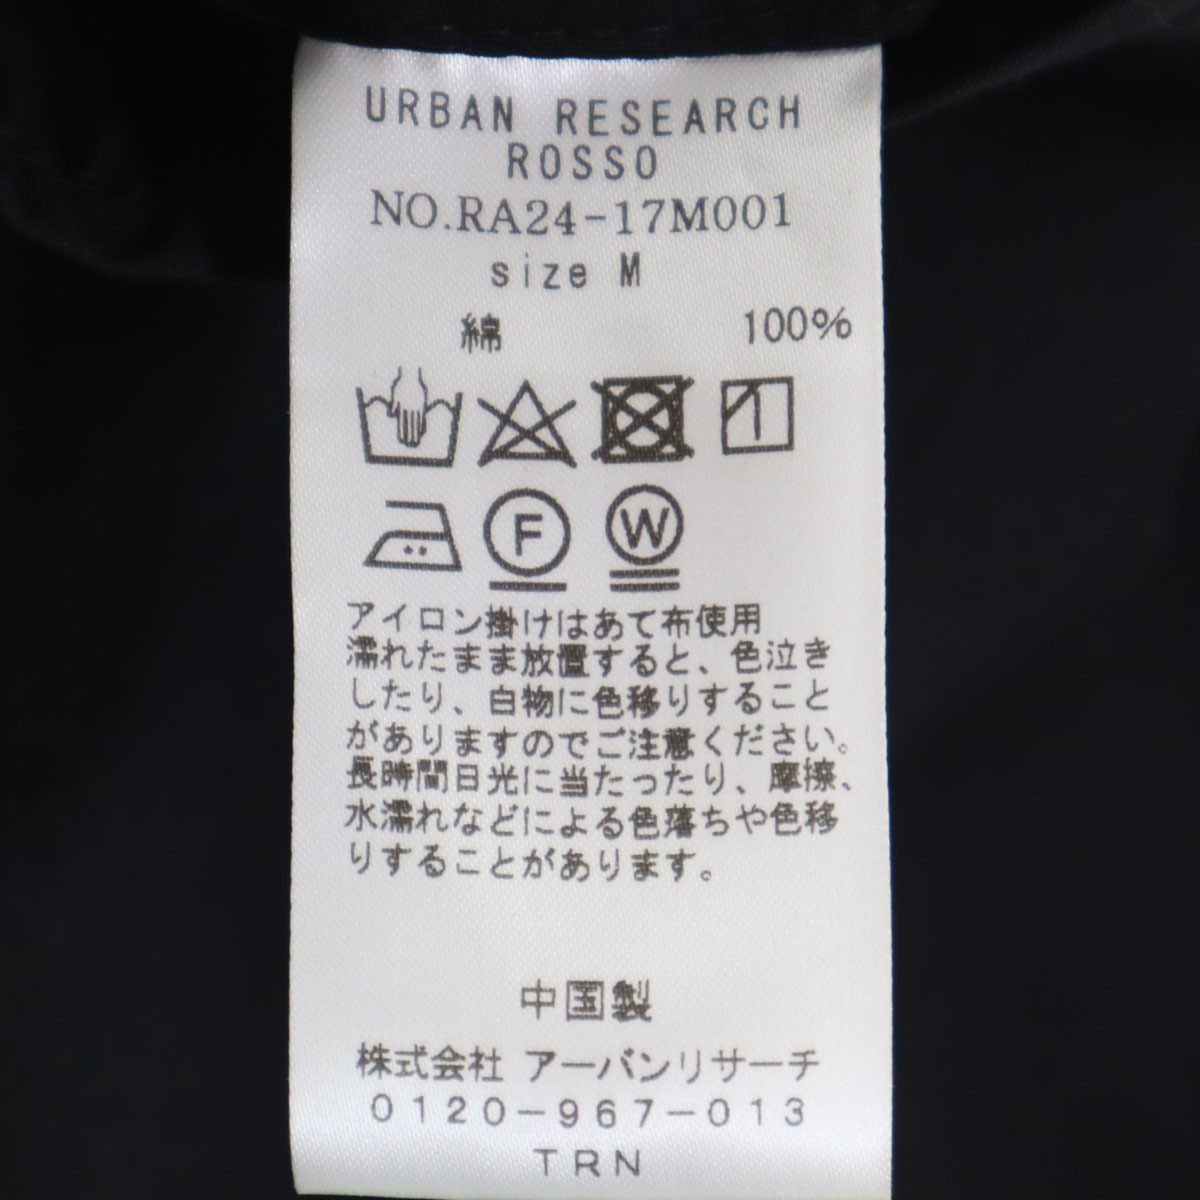 URBAN RESEARCH
ROSSO
NO.RA24-17M001
size M
綿 100%
F W
アイロン掛けはあて布使用
濡れたまま放置すると、色泣き
したり、白物に色移りすること
がありますのでご注意ください。
長時間日光に当たったり、摩擦、
水濡れなどによる色落ちや色移
りすることがあります。
中国製
株式会社 アーバンリサーチ
0120-967-013
TRN